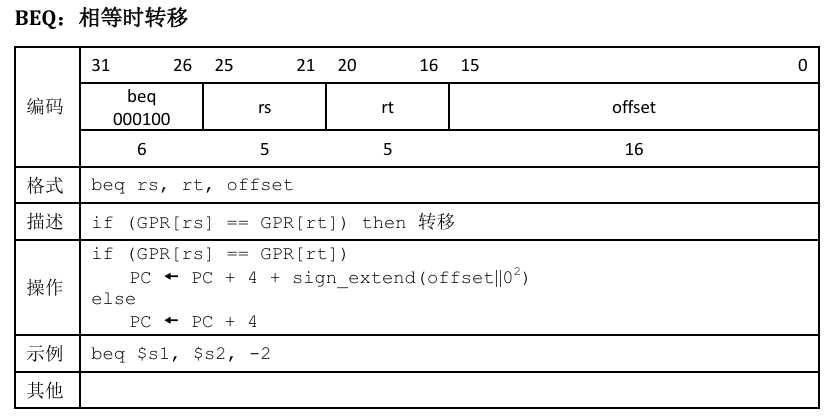 BEQ：相等时转移
编码
31 26 25 21 20 16 15 0
beq
000100 rs rt offset
6 5 5 16
格式 beq rs, rt, offset
描述 if (GPR[rs] == GPR[rt]) then 转移
操作
if (GPR[rs] == GPR[rt])
PC ← PC + 4 + sign_extend(offset||0²)
else
PC ← PC + 4
示例 beq $s1, $s2, -2
其他